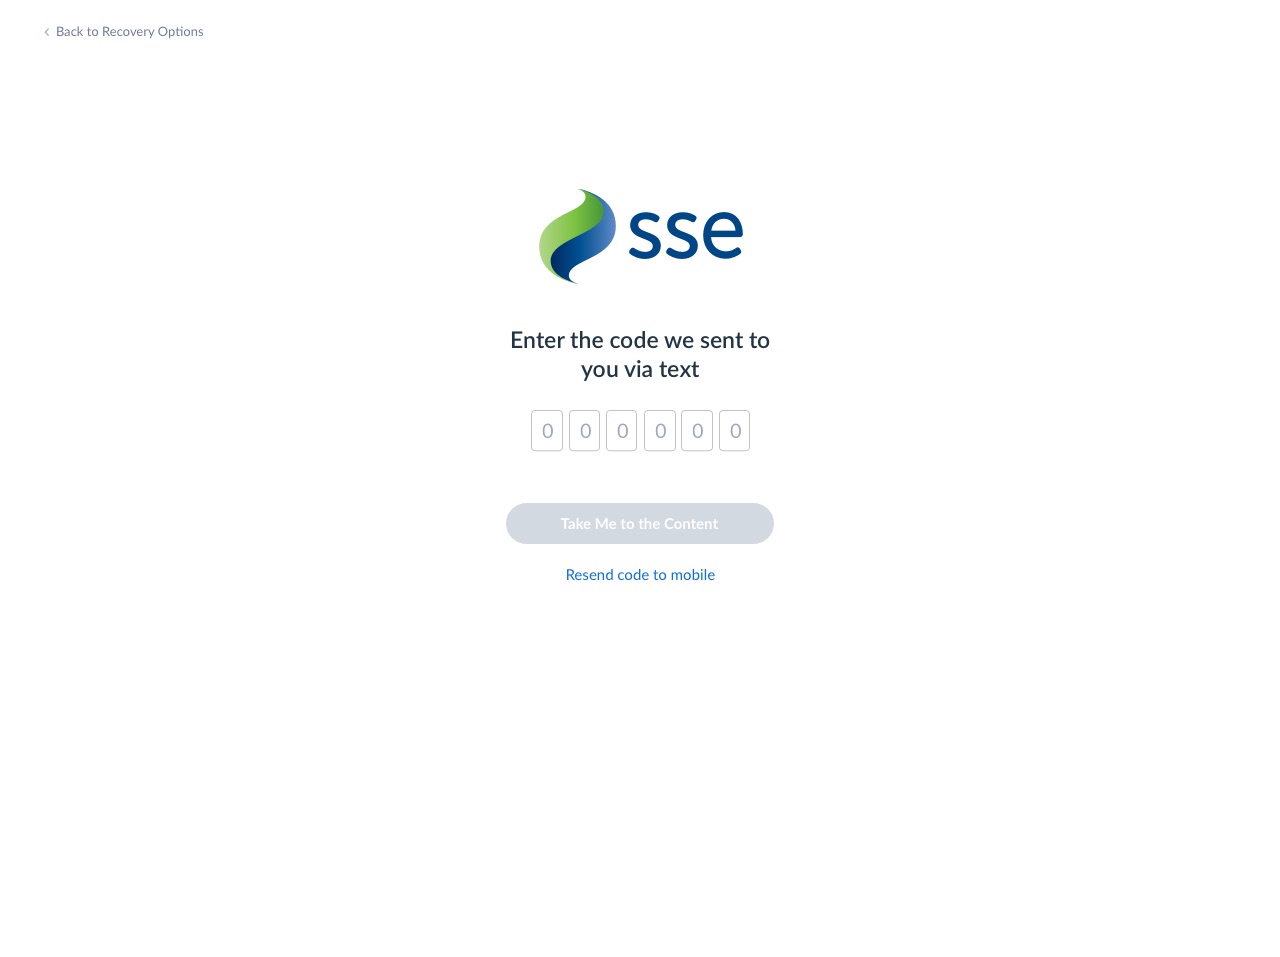 Back to Recovery Options
sse
Enter the code we sent to
you via text
0 0 0 0 0 0
Take Me to the Content
Resend code to mobile